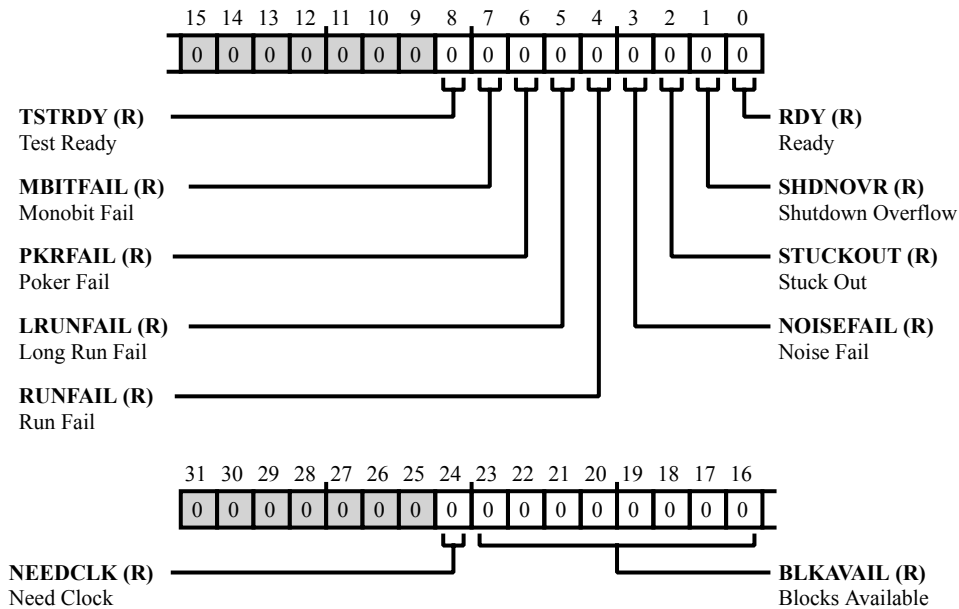 15 14 13 12 11 10 9 8 7 6 5 4 3 2 1 0
0 0 0 0 0 0 0 0 0 0 0 0 0 0 0 0
TSTRDY (R)
Test Ready
MBITFAIL (R)
Monobit Fail
PKRFAIL (R)
Poker Fail
LRUNFAIL (R)
Long Run Fail
RUNFAIL (R)
Run Fail
RDY (R)
Ready
SHDNOVR (R)
Shutdown Overflow
STUCKOUT (R)
Stuck Out
NOISEFAIL (R)
Noise Fail
31 30 29 28 27 26 25 24 23 22 21 20 19 18 17 16
0 0 0 0 0 0 0 0 0 0 0 0 0 0 0 0
NEEDCLK (R)
Need Clock
BLKAVAIL (R)
Blocks Available